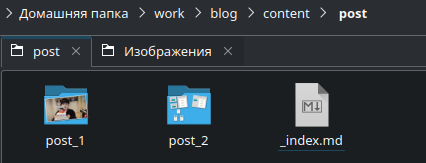 > Домашняя папка > work > blog > content > post
post × Изображения ×
post_1 post_2 _index.md